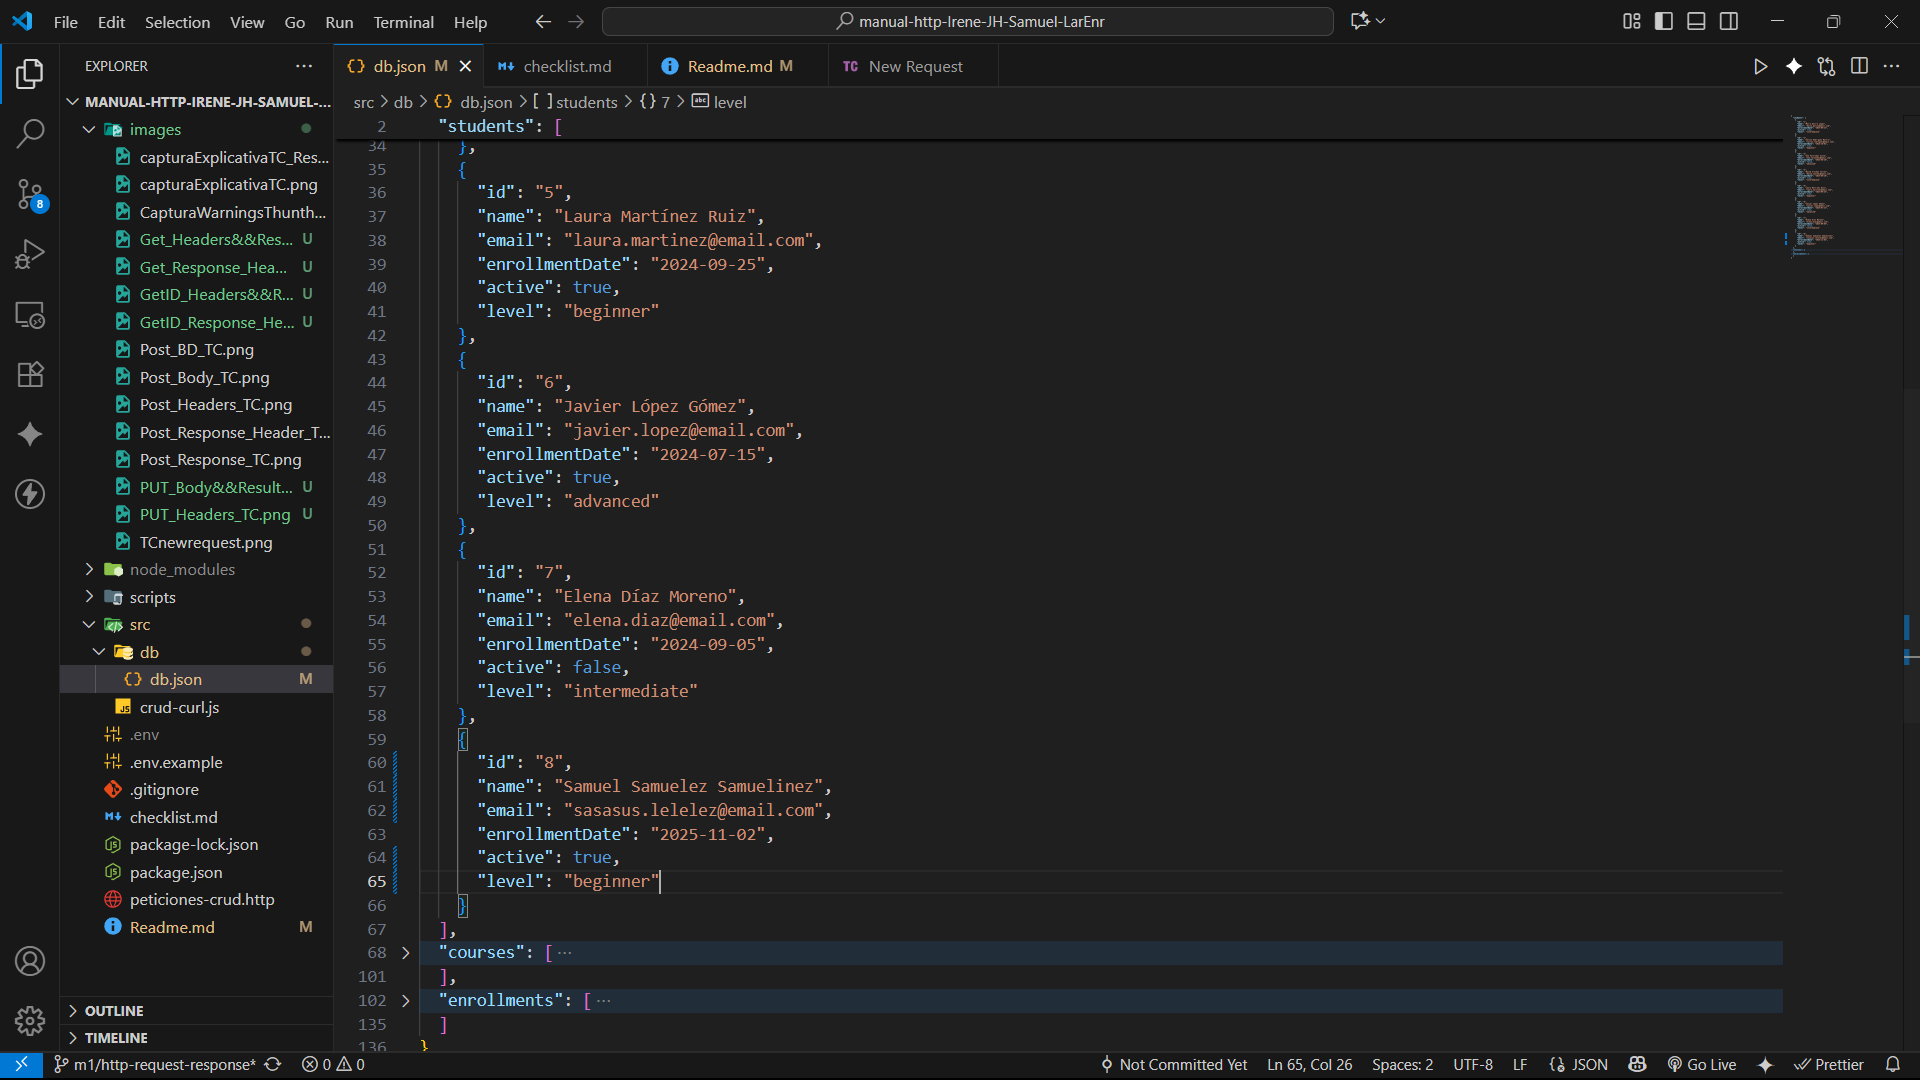 File Edit Selection View Go Run Terminal Help
manual-http-Irene-JH-Samuel-LarEnr
EXPLORER
MANUAL-HTTP-IRENE-JH-SAMUEL-...
images
capturaExplicativaTC_Res...
capturaExplicativaTC.png
CapturaWarningsThunth...
Get_Headers&&Res... U
Get_Response_Hea... U
GetID_Headers&&R... U
GetID_Response_He... U
Post_BD_TC.png
Post_Body_TC.png
Post_Headers_TC.png
Post_Response_Header_T...
Post_Response_TC.png
PUT_Body&&Result... U
PUT_Headers_TC.png U
TCnewrequest.png
node_modules
scripts
src
db
db.json M
crud-curl.js
.env
.env.example
.gitignore
checklist.md
package-lock.json
package.json
peticiones-crud.http
Readme.md M
OUTLINE
TIMELINE
db.json M
checklist.md
Readme.md M
TC New Request
src > db > {} db.json > [ ] students > {} 7 > abc level
2 "students": [
34 },
35 {
36 "id": "5",
37 "name": "Laura Martínez Ruiz",
38 "email": "laura.martinez@email.com",
39 "enrollmentDate": "2024-09-25",
40 "active": true,
41 "level": "beginner"
42 },
43 {
44 "id": "6",
45 "name": "Javier López Gómez",
46 "email": "javier.lopez@email.com",
47 "enrollmentDate": "2024-07-15",
48 "active": true,
49 "level": "advanced"
50 },
51 {
52 "id": "7",
53 "name": "Elena Díaz Moreno",
54 "email": "elena.diaz@email.com",
55 "enrollmentDate": "2024-09-05",
56 "active": false,
57 "level": "intermediate"
58 },
59 {
60 "id": "8",
61 "name": "Samuel Samuelez Samuelinez",
62 "email": "sasasus.lelelez@email.com",
63 "enrollmentDate": "2025-11-02",
64 "active": true,
65 "level": "beginner"
66 }
67 ],
68 "courses": [ ···
101 ],
102 "enrollments": [ ···
135 ]
136 }
8
m1/http-request-response* 0 0
Not Committed Yet Ln 65, Col 26 Spaces: 2 UTF-8 LF {} JSON Go Live Prettier